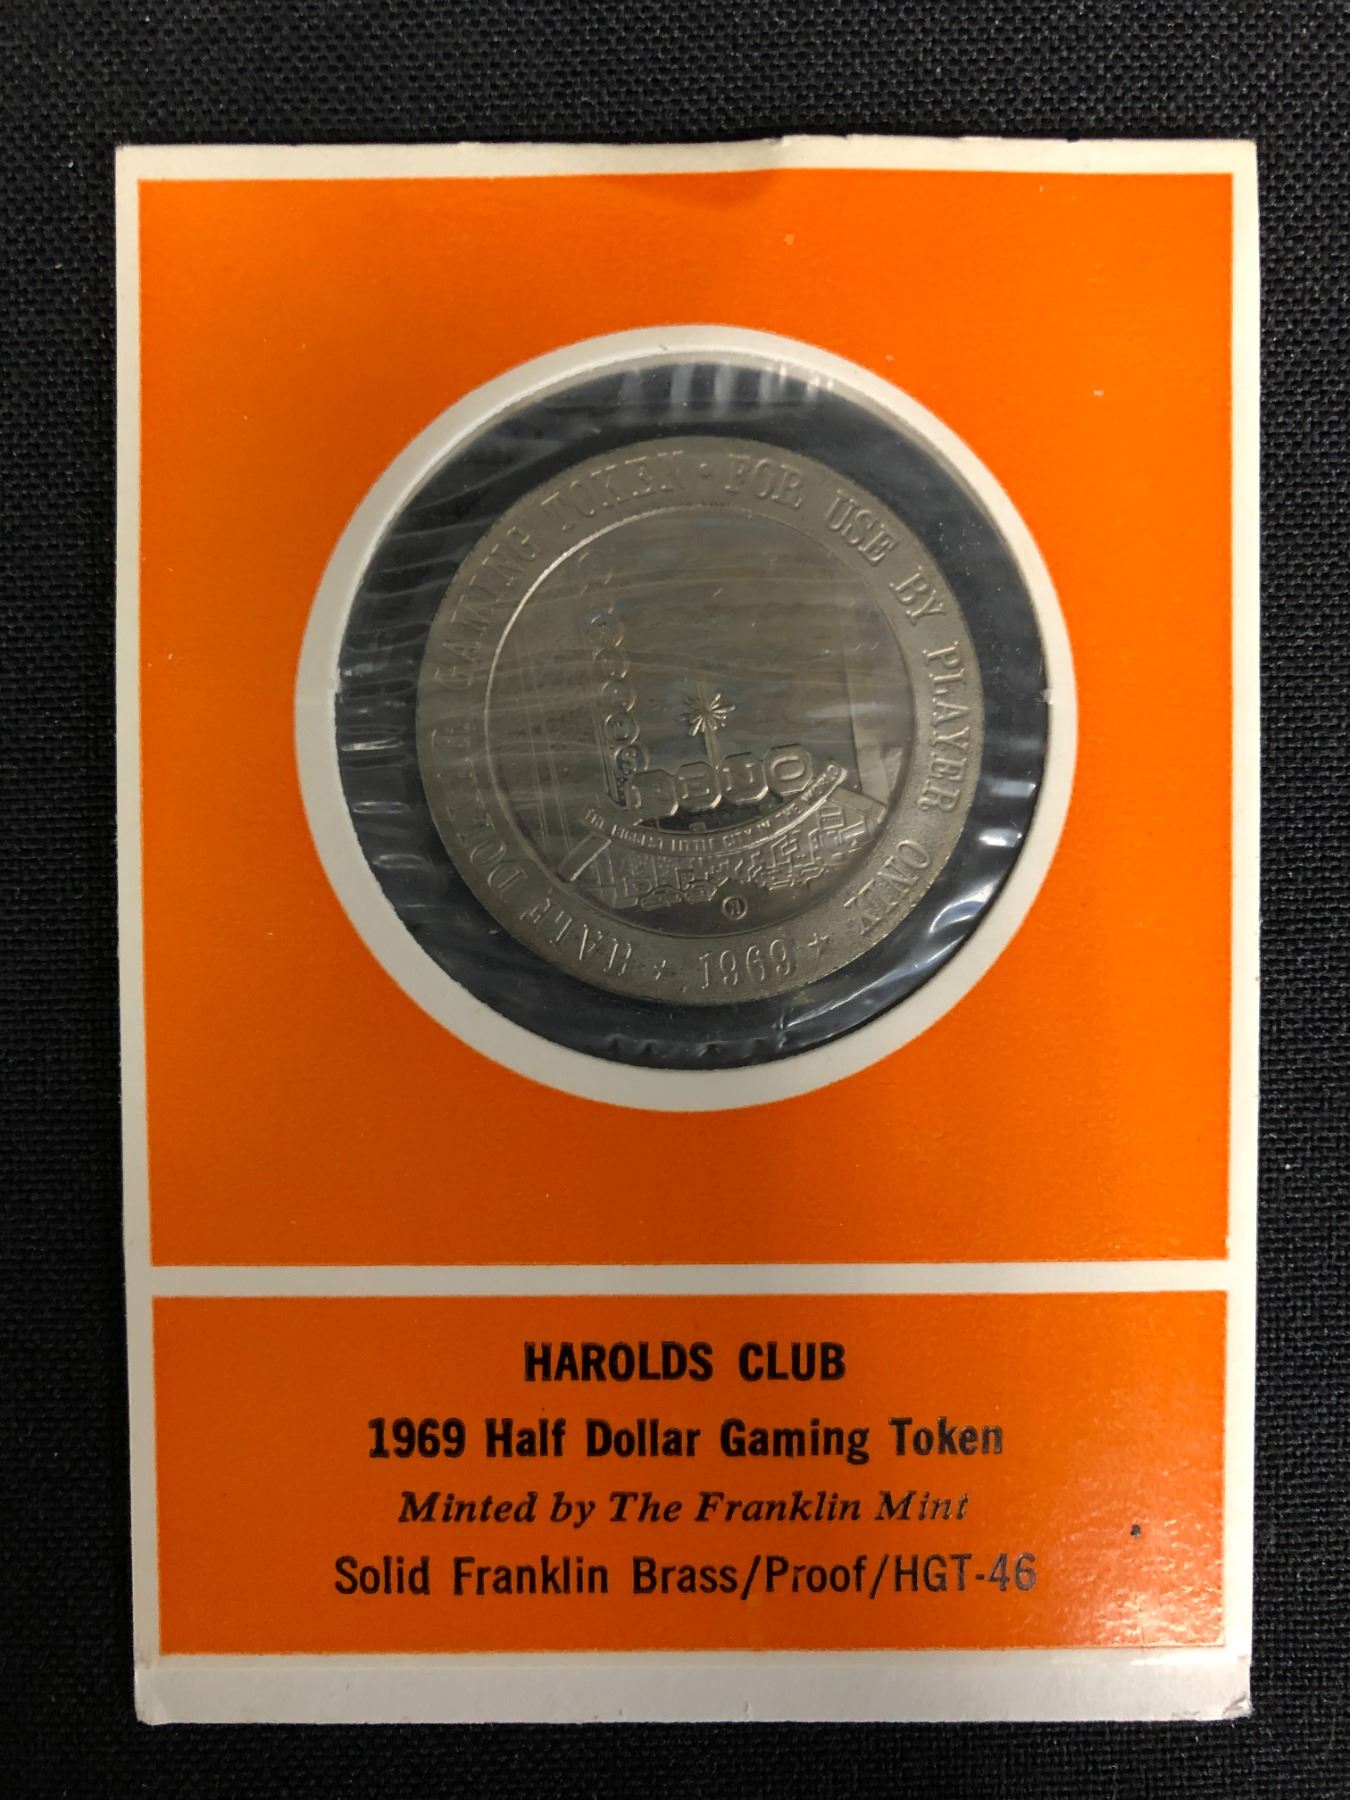 HALF DOLLAR GAMING TOKEN · FOR USE BY PLAYER ONLY
RENO
THE BIGGEST LITTLE CITY IN THE WORLD
★ 1969 ★
HAROLDS CLUB
1969 Half Dollar Gaming Token
Minted by The Franklin Mint
Solid Franklin Brass/Proof/HGT-46